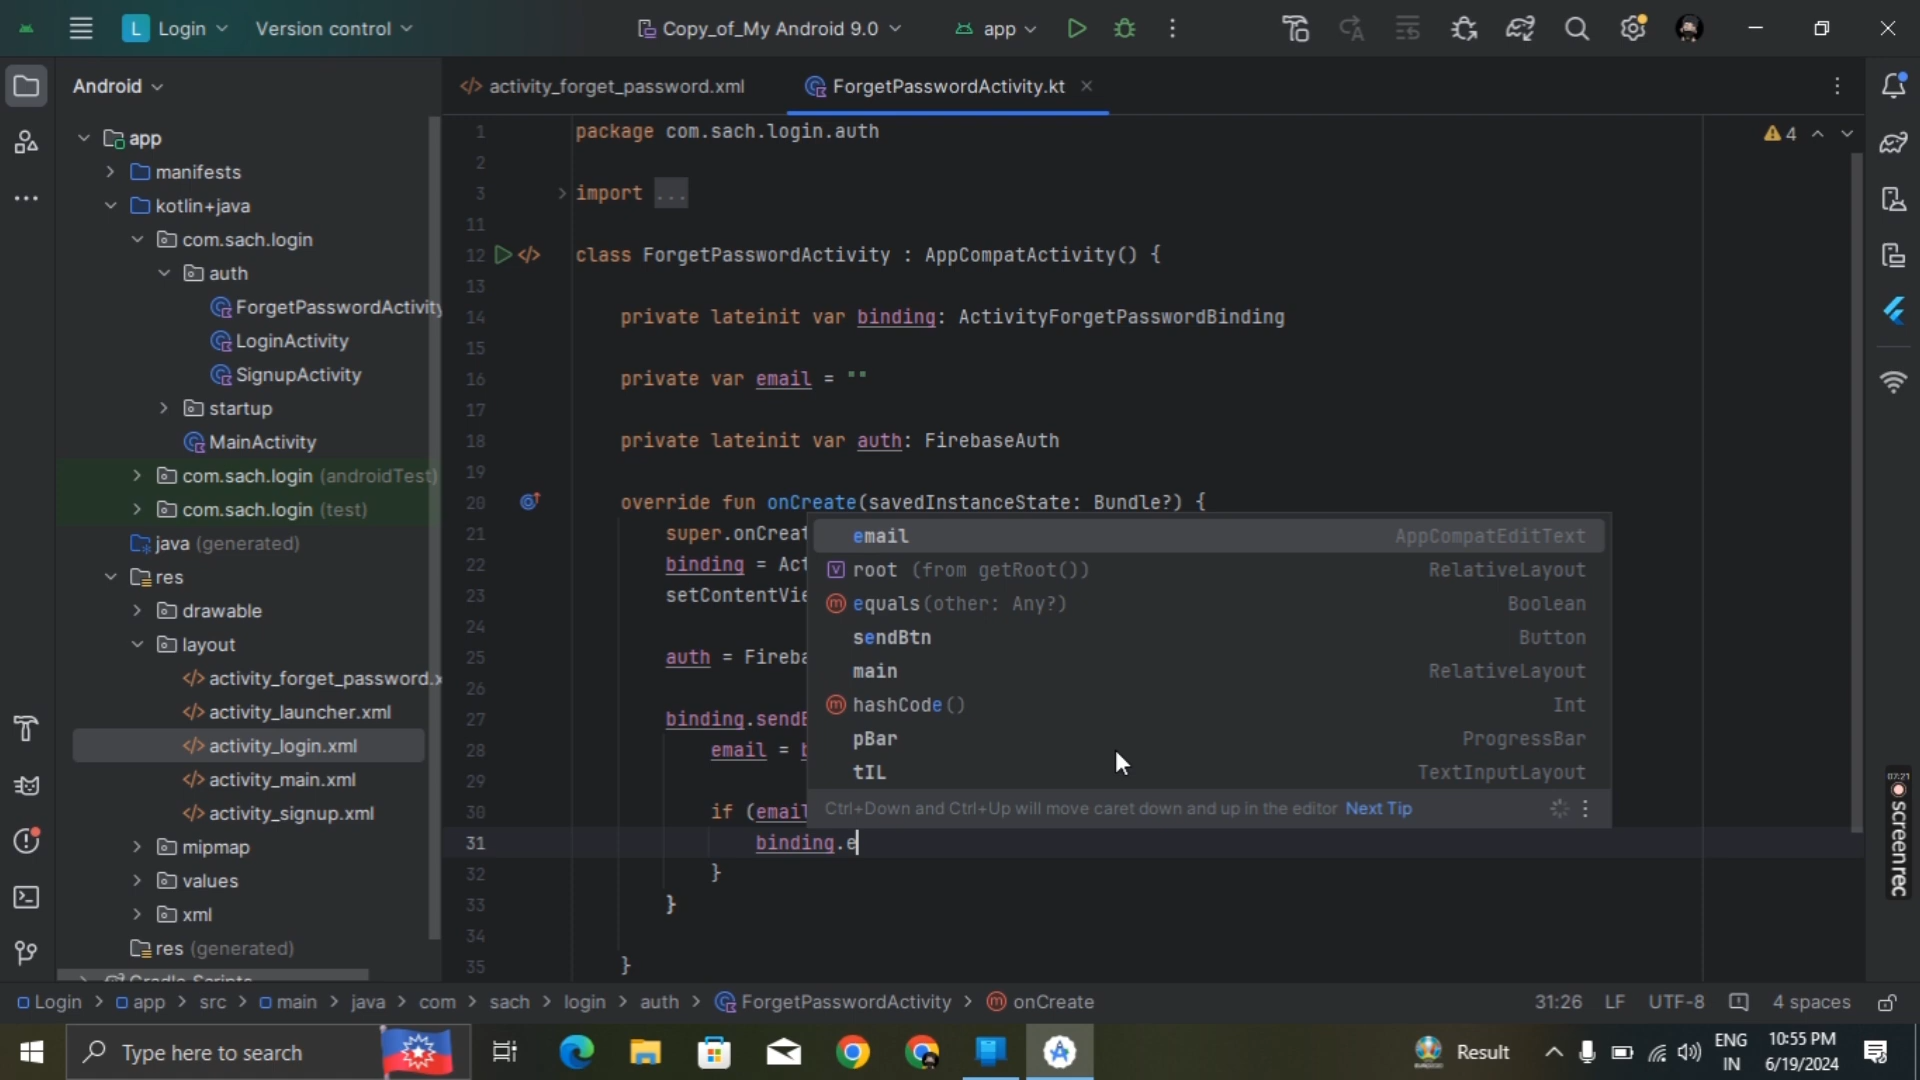 L Login Version control Copy_of_My Android 9.0 app
Android
activity_forget_password.xml ForgetPasswordActivity.kt
app
manifests
kotlin+java
com.sach.login
auth
ForgetPasswordActivity
LoginActivity
SignupActivity
startup
MainActivity
com.sach.login (androidTest)
com.sach.login (test)
java (generated)
res
drawable
layout
activity_forget_password.x
activity_launcher.xml
activity_login.xml
activity_main.xml
activity_signup.xml
mipmap
values
xml
res (generated)
Gradle Scripts
4
1 package com.sach.login.auth
2
3 import ...
11
12 class ForgetPasswordActivity : AppCompatActivity() {
13
14 private lateinit var binding: ActivityForgetPasswordBinding
15
16 private var email = ""
17
18 private lateinit var auth: FirebaseAuth
19
20 override fun onCreate(savedInstanceState: Bundle?) {
21 super.onCreat
22 binding = Act
23 setContentVie
24
25 auth = Fireba
26
27 binding.sendB
28 email = b
29
30 if (email
31 binding.e
32 }
33 }
34
35 }
email AppCompatEditText
root (from getRoot()) RelativeLayout
equals(other: Any?) Boolean
sendBtn Button
main RelativeLayout
hashCode() Int
pBar ProgressBar
tIL TextInputLayout
Ctrl+Down and Ctrl+Up will move caret down and up in the editor Next Tip
07:21
screenrec
Login > app > src > main > java > com > sach > login > auth > ForgetPasswordActivity > onCreate 31:26 LF UTF-8 4 spaces
Type here to search Result ENG IN 10:55 PM 6/19/2024